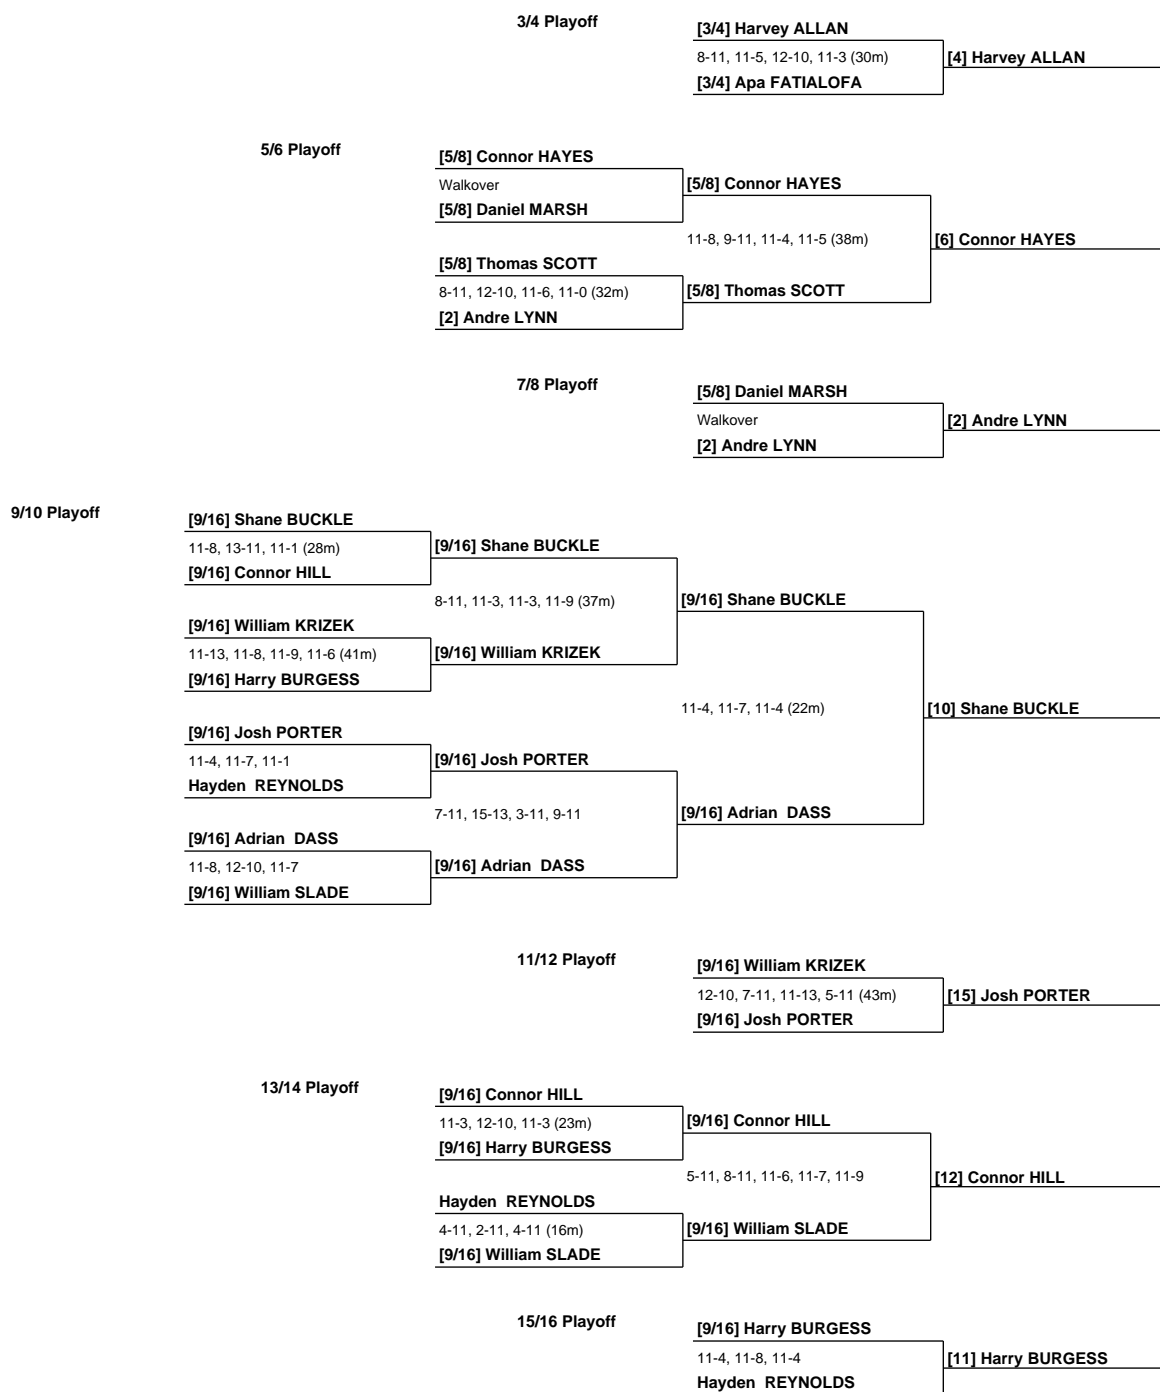 3/4 Playoff
[3/4] Harvey ALLAN
8-11, 11-5, 12-10, 11-3 (30m)
[4] Harvey ALLAN
[3/4] Apa FATIALOFA
5/6 Playoff
[5/8] Connor HAYES
Walkover
[5/8] Connor HAYES
[5/8] Daniel MARSH
11-8, 9-11, 11-4, 11-5 (38m)
[6] Connor HAYES
[5/8] Thomas SCOTT
8-11, 12-10, 11-6, 11-0 (32m)
[5/8] Thomas SCOTT
[2] Andre LYNN
7/8 Playoff
[5/8] Daniel MARSH
Walkover
[2] Andre LYNN
[2] Andre LYNN
9/10 Playoff
[9/16] Shane BUCKLE
11-8, 13-11, 11-1 (28m)
[9/16] Shane BUCKLE
[9/16] Connor HILL
8-11, 11-3, 11-3, 11-9 (37m)
[9/16] Shane BUCKLE
[9/16] William KRIZEK
11-13, 11-8, 11-9, 11-6 (41m)
[9/16] William KRIZEK
[9/16] Harry BURGESS
11-4, 11-7, 11-4 (22m)
[10] Shane BUCKLE
[9/16] Josh PORTER
11-4, 11-7, 11-1
[9/16] Josh PORTER
Hayden  REYNOLDS
7-11, 15-13, 3-11, 9-11
[9/16] Adrian  DASS
[9/16] Adrian  DASS
11-8, 12-10, 11-7
[9/16] Adrian  DASS
[9/16] William SLADE
11/12 Playoff
[9/16] William KRIZEK
12-10, 7-11, 11-13, 5-11 (43m)
[15] Josh PORTER
[9/16] Josh PORTER
13/14 Playoff
[9/16] Connor HILL
11-3, 12-10, 11-3 (23m)
[9/16] Connor HILL
[9/16] Harry BURGESS
5-11, 8-11, 11-6, 11-7, 11-9
[12] Connor HILL
Hayden  REYNOLDS
4-11, 2-11, 4-11 (16m)
[9/16] William SLADE
[9/16] William SLADE
15/16 Playoff
[9/16] Harry BURGESS
11-4, 11-8, 11-4
[11] Harry BURGESS
Hayden  REYNOLDS